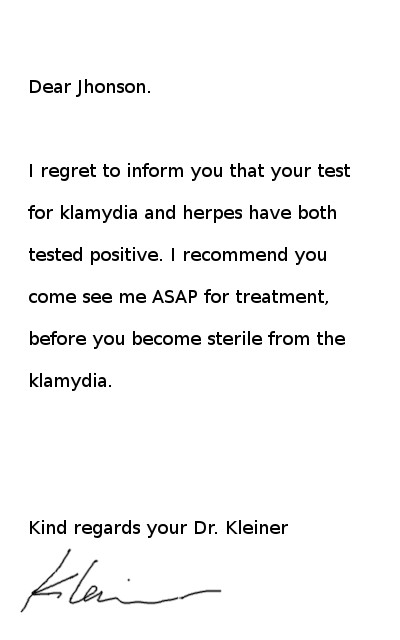 Dear Jhonson.
I regret to inform you that your test
for klamydia and herpes have both
tested positive. I recommend you
come see me ASAP for treatment,
before you become sterile from the
klamydia.
Kind regards your Dr. Kleiner
Kleiner